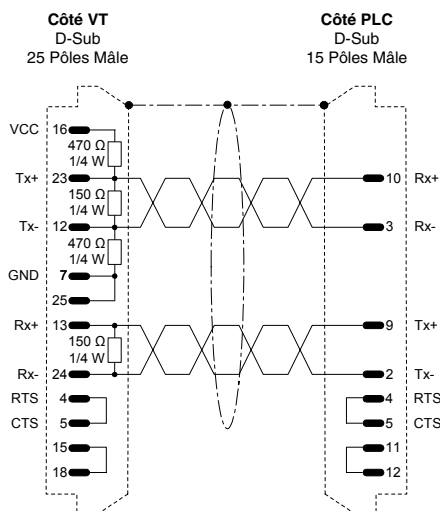 Côté VT
D-Sub
25 Pôles Mâle
Côté PLC
D-Sub
15 Pôles Mâle
VCC 16
470 Ω
1/4 W
Tx+ 23
150 Ω
1/4 W
Tx- 12
470 Ω
1/4 W
GND 7
25
Rx+ 13
150 Ω
1/4 W
Rx- 24
RTS 4
CTS 5
15
18
10 Rx+
3 Rx-
9 Tx+
2 Tx-
4 RTS
5 CTS
11
12